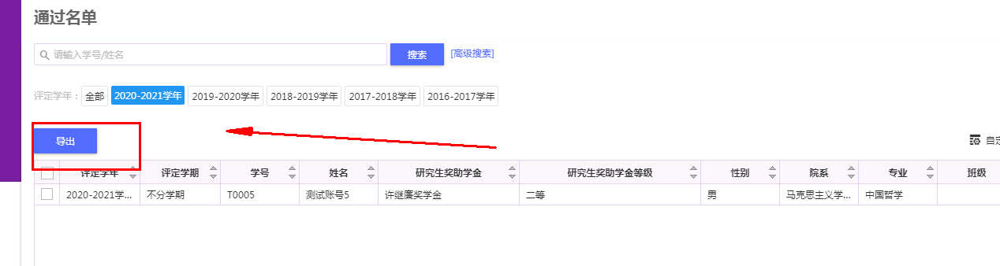 通过名单
请输入学号/姓名 搜索 [高级搜索]
评定学年： 全部 2020-2021学年 2019-2020学年 2018-2019学年 2017-2018学年 2016-2017学年
导出 自定
评定学年 评定学期 学号 姓名 研究生奖助学金 研究生奖助学金等级 性别 院系 专业 班级
2020-2021学... 不分学期 T0005 测试账号5 许继廉奖学金 二等 男 马克思主义学... 中国哲学